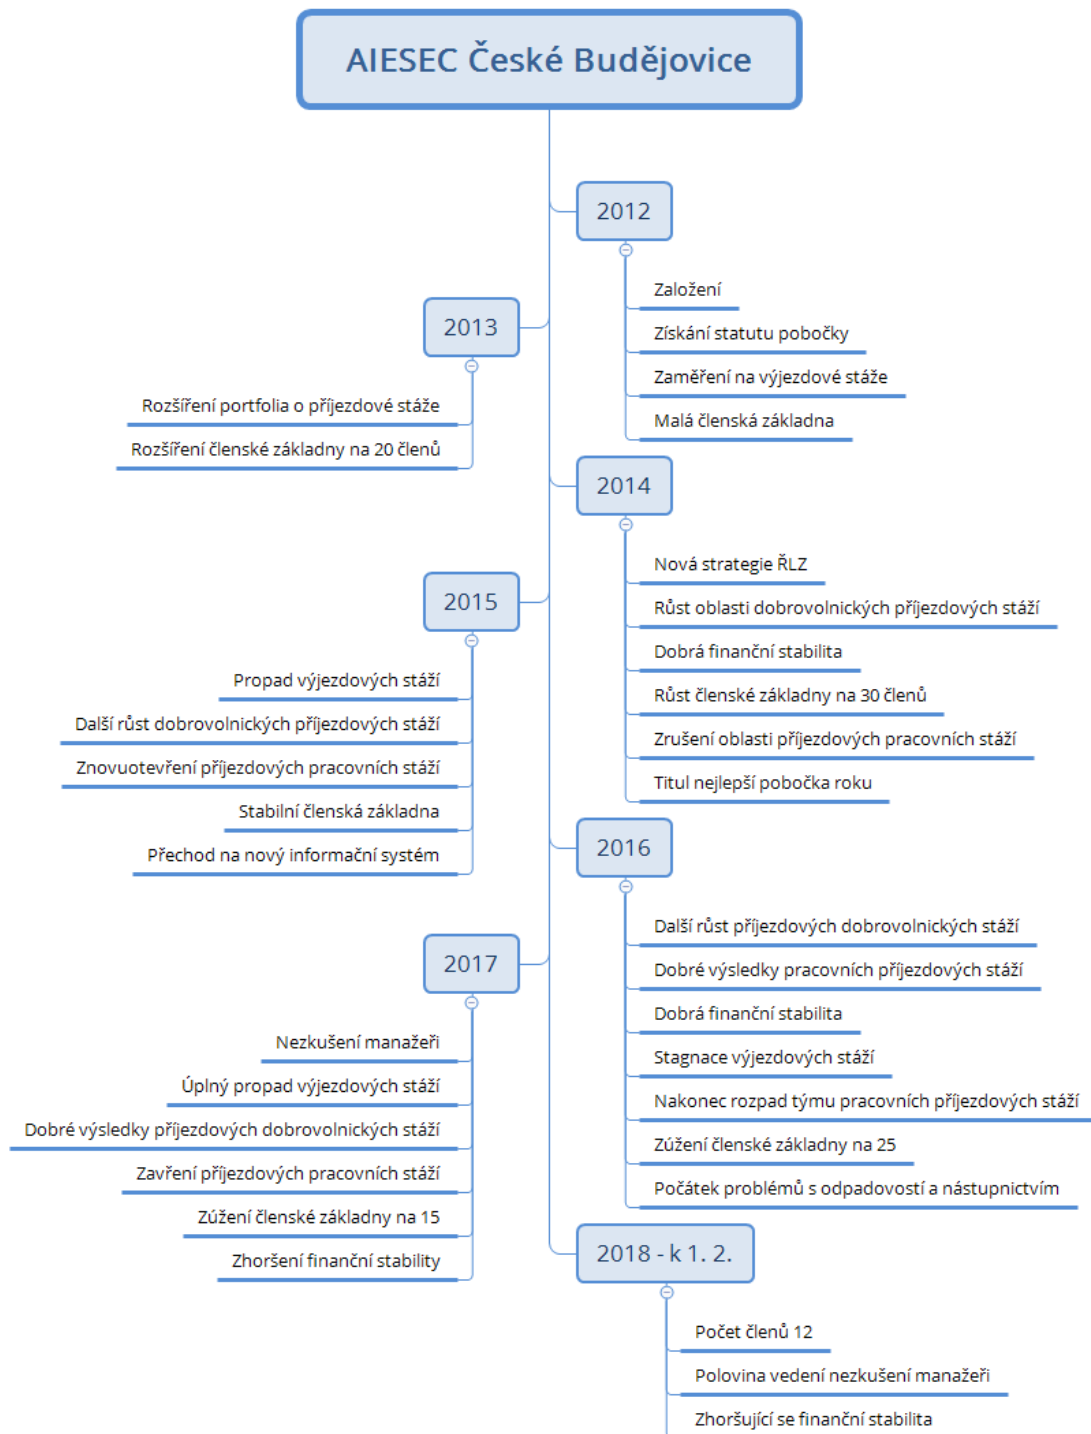 AIESEC České Budějovice
2012
Založení
Získání statutu pobočky
Zaměření na výjezdové stáže
Malá členská základna
2013
Rozšíření portfolia o příjezdové stáže
Rozšíření členské základny na 20 členů
2014
Nová strategie ŘLZ
Růst oblasti dobrovolnických příjezdových stáží
Dobrá finanční stabilita
Růst členské základny na 30 členů
Zrušení oblasti příjezdových pracovních stáží
Titul nejlepší pobočka roku
2015
Propad výjezdových stáží
Další růst dobrovolnických příjezdových stáží
Znovuotevření příjezdových pracovních stáží
Stabilní členská základna
Přechod na nový informační systém
2016
Další růst příjezdových dobrovolnických stáží
Dobré výsledky pracovních příjezdových stáží
Dobrá finanční stabilita
Stagnace výjezdových stáží
Nakonec rozpad týmu pracovních příjezdových stáží
Zúžení členské základny na 25
Počátek problémů s odpadovostí a nástupnictvím
2017
Nezkušení manažeři
Úplný propad výjezdových stáží
Dobré výsledky příjezdových dobrovolnických stáží
Zavření příjezdových pracovních stáží
Zúžení členské základny na 15
Zhoršení finanční stability
2018 - k 1. 2.
Počet členů 12
Polovina vedení nezkušení manažeři
Zhoršující se finanční stabilita